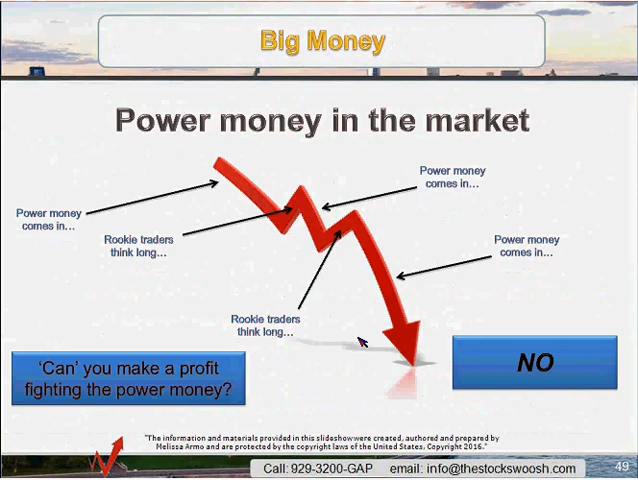 Big Money
Power money in the market
Power money
comes in...
Power money
comes in...
Rookie traders
think long...
Power money
comes in...
Rookie traders
think long...
‘Can’ you make a profit
fighting the power money?
NO
"The information and materials provided in this slideshow were created, authored and prepared by
Melissa Armo and are protected by the copyright laws of the United States, Copyright 2016."
Call: 929-3200-GAP email: info@thestockswoosh.com
49